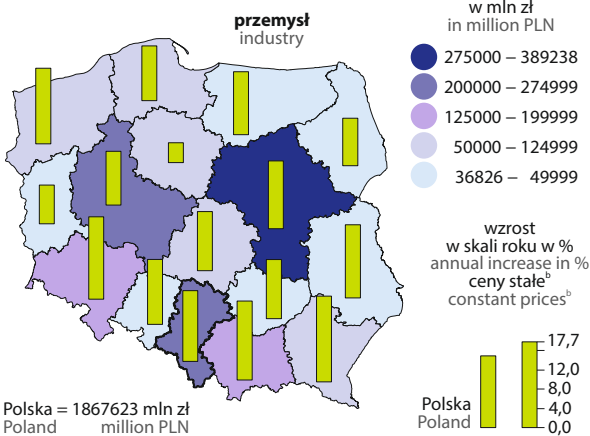 przemysł
industry
w mln zł
in million PLN
275000 – 389238
200000 – 274999
125000 – 199999
50000 – 124999
36826 – 49999
wzrost
w skali roku w %
annual increase in %
ceny stałeᵇ
constant pricesᵇ
17,7
12,0
8,0
4,0
0,0
Polska
Poland
Polska = 1867623 mln zł
Poland million PLN